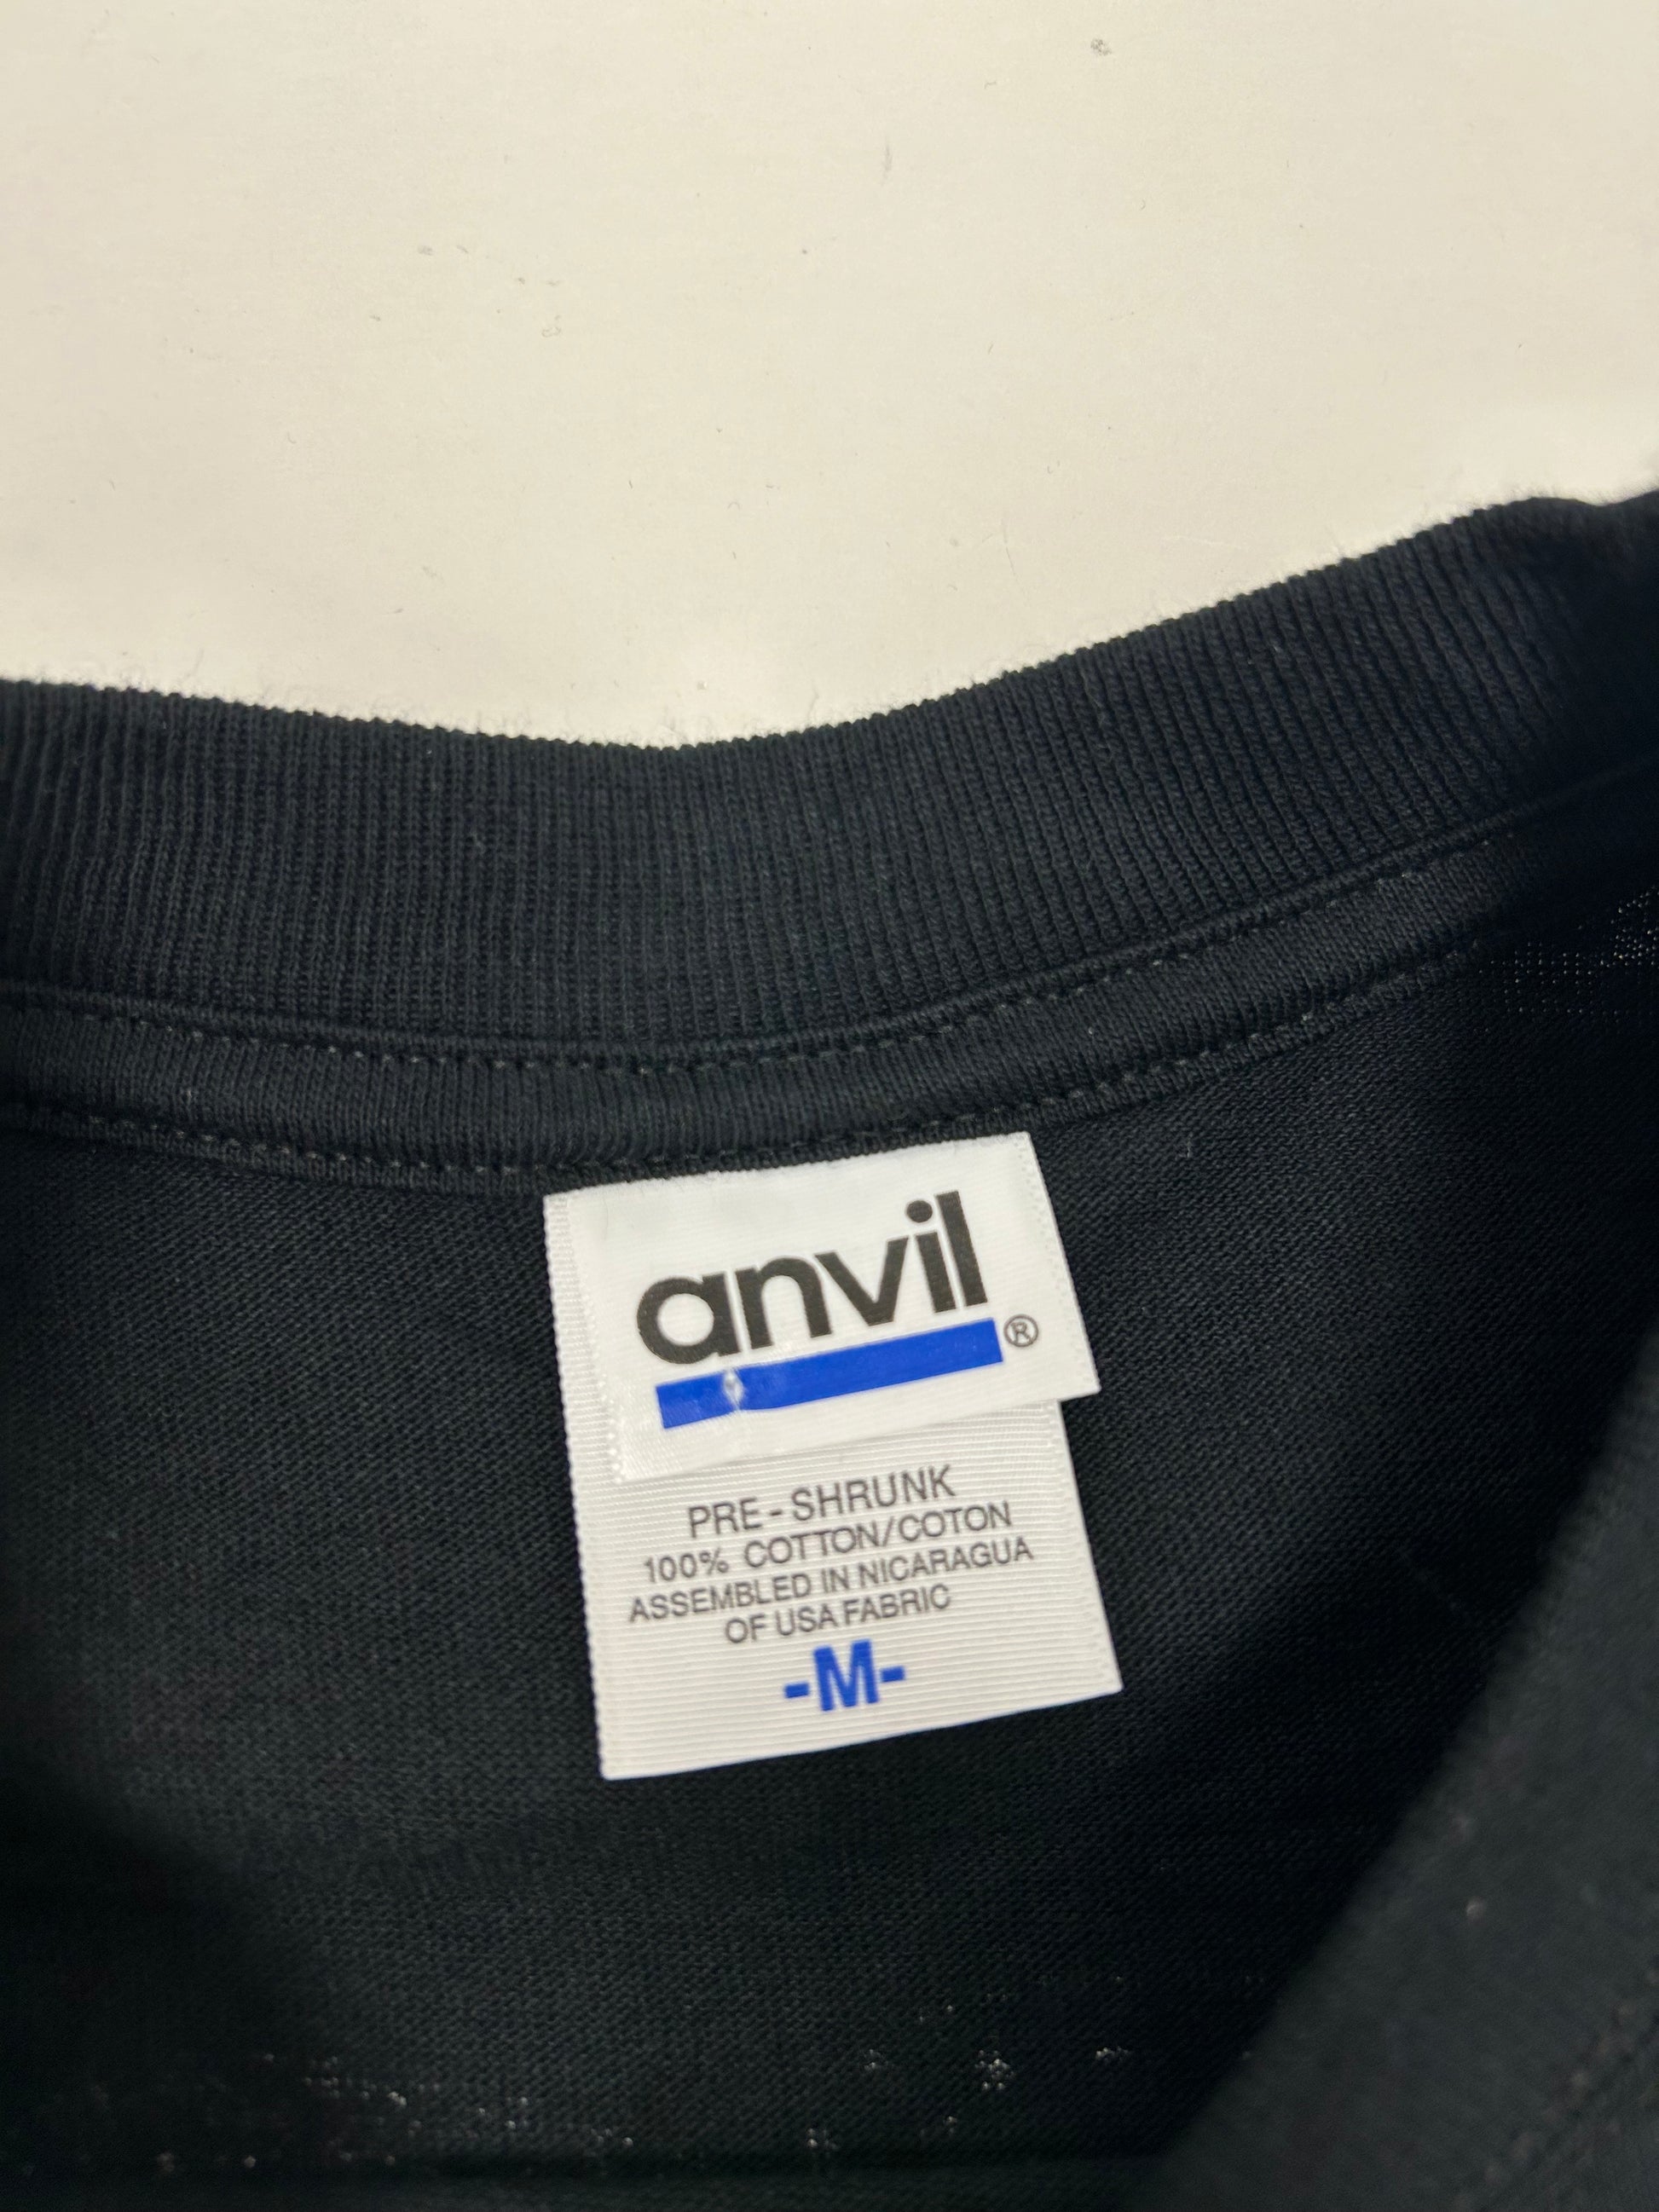 anvil®
PRE-SHRUNK
100% COTTON/COTON
ASSEMBLED IN NICARAGUA
OF USA FABRIC
-M-